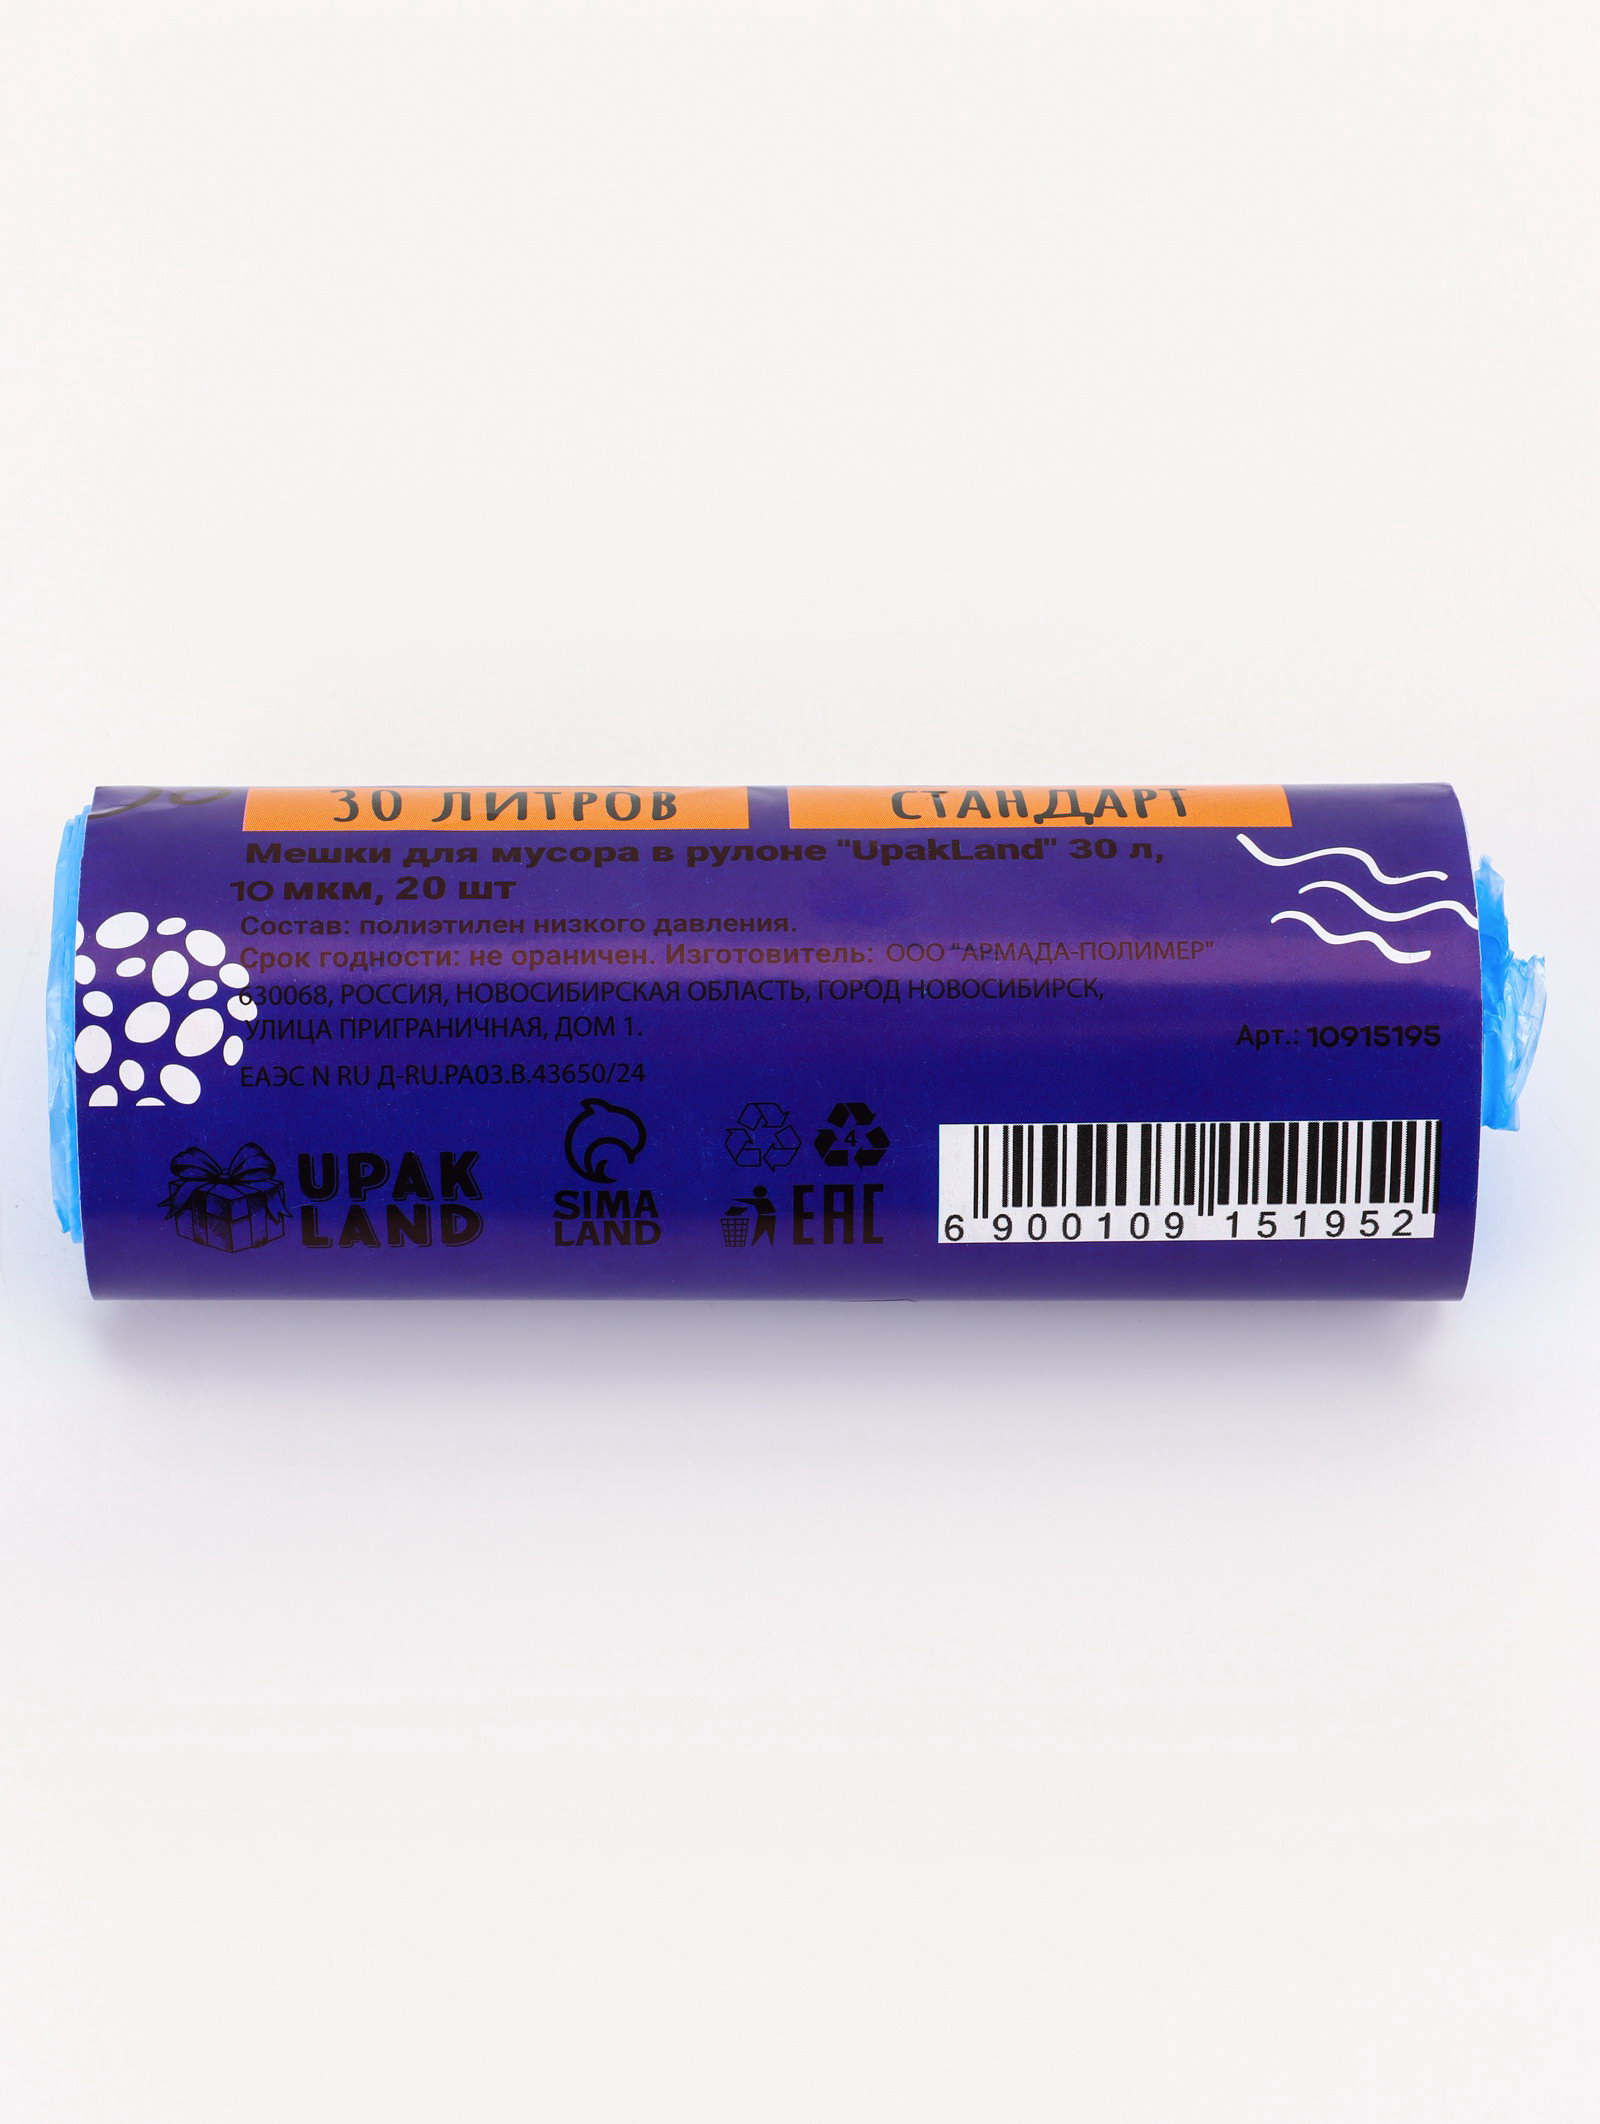 30 ЛИТРОВ СТАНДАРТ
Мешки для мусора в рулоне "UpakLand" 30 л,
10 мкм, 20 шт
Состав: полиэтилен низкого давления.
Срок годности: не ораничен. Изготовитель: ООО "АРМАДА-ПОЛИМЕР"
630068, РОССИЯ, НОВОСИБИРСКАЯ ОБЛАСТЬ, ГОРОД НОВОСИБИРСК,
УЛИЦА ПРИГРАНИЧНАЯ, ДОМ 1.
Арт.: 10915195
ЕАЭС N RU Д-RU.РА03.В.43650/24
UPAK
LAND
SIMA
LAND
4
EAC
6 900109 151952